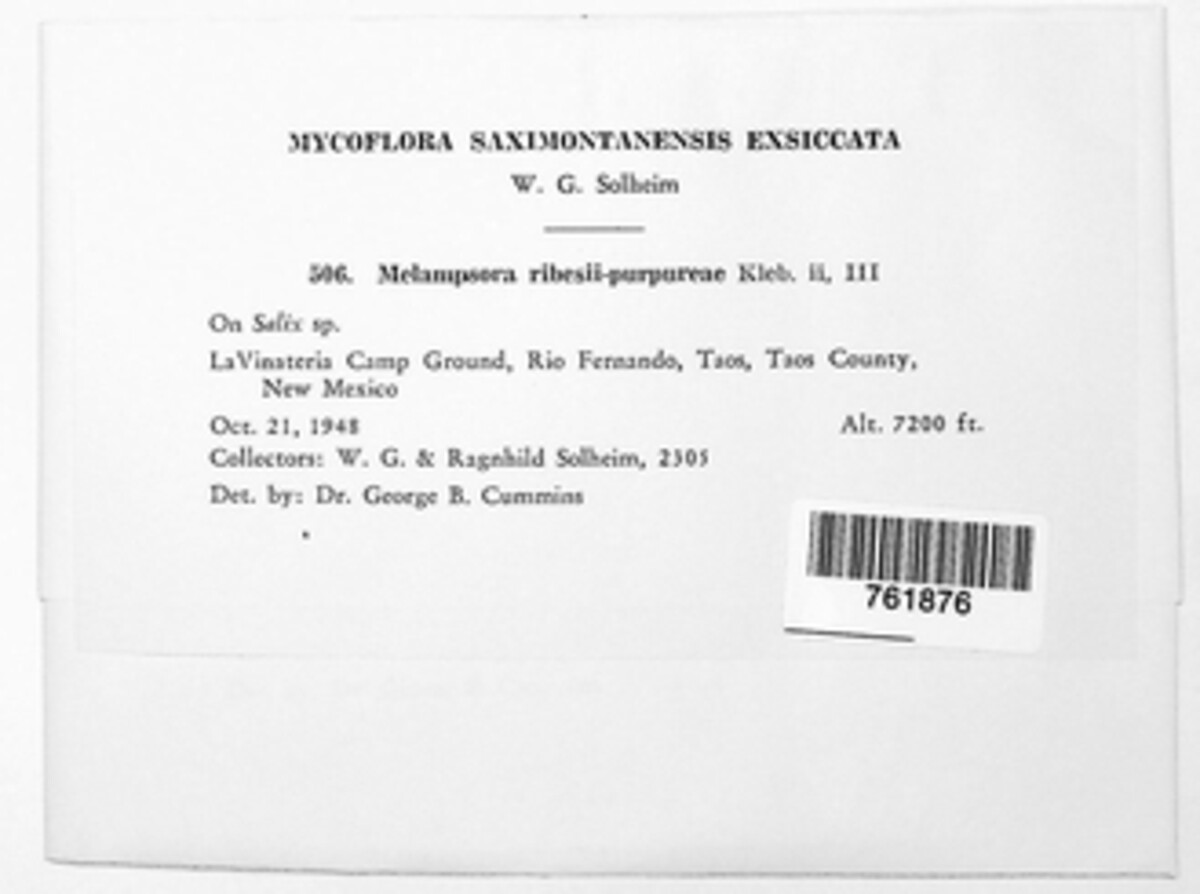 MYCOFLORA SAXIMONTANENSIS EXSICCATA
W. G. Solheim
506. Melampsora ribesii-purpureae Kleb. ii, III
On Salix sp.
LaVinateria Camp Ground, Rio Fernando, Taos, Taos County,
New Mexico
Oct. 21, 1948 Alt. 7200 ft.
Collectors: W. G. & Ragnhild Solheim, 2305
Det. by: Dr. George B. Cummins
761876